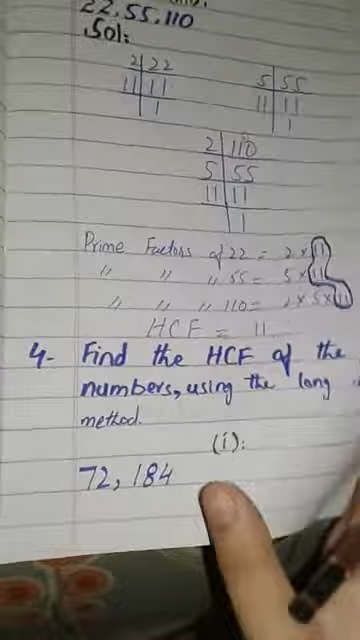 22, 55, 110
Sol:
2 | 22
11 | 11
1
5 | 55
11 | 11
1
2 | 110
5 | 55
11 | 11
1
Prime Factors of 22 = 2 × 11
" " " 55 = 5 × 11
" " " 110 = 2 × 5 × 11
HCF = 11
4- Find the HCF of the
numbers, using the long
method.
(i):
72, 184